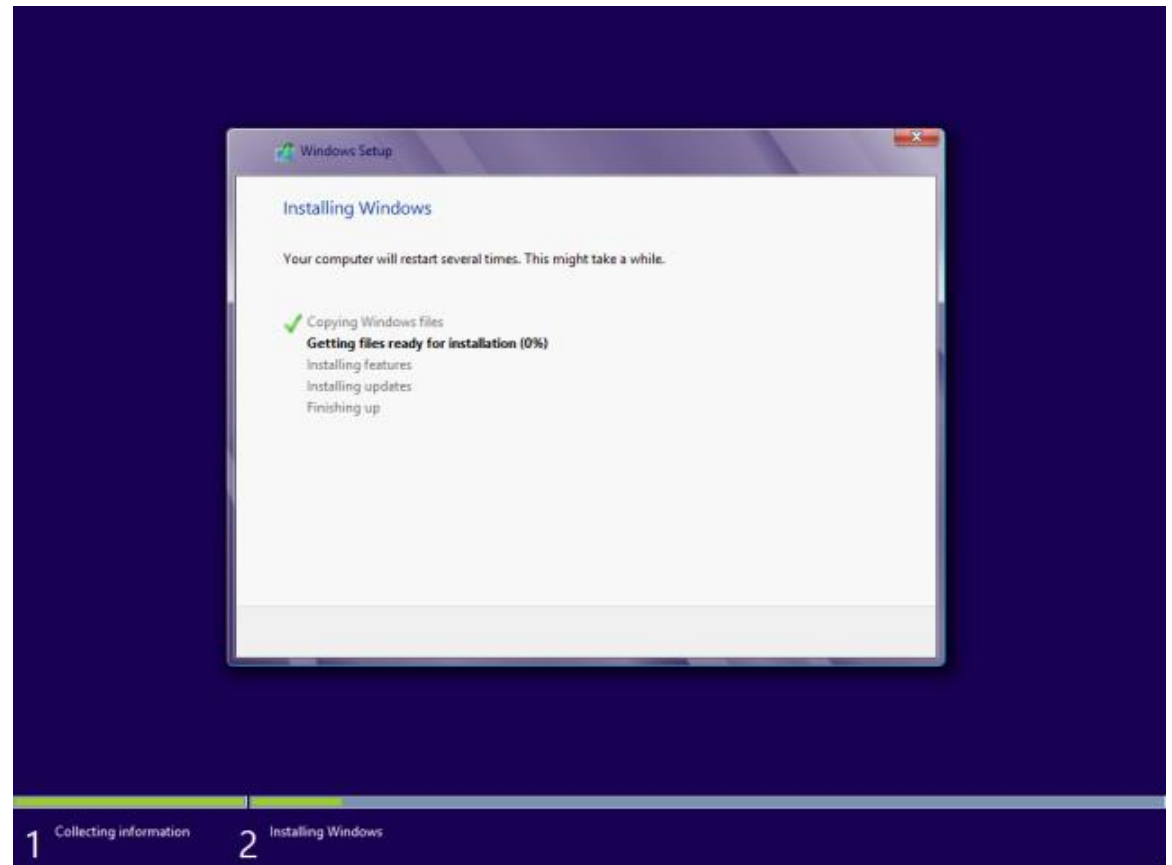 Windows Setup
Installing Windows
Your computer will restart several times. This might take a while.
Copying Windows files
Getting files ready for installation (0%)
Installing features
Installing updates
Finishing up
1 Collecting information 2 Installing Windows